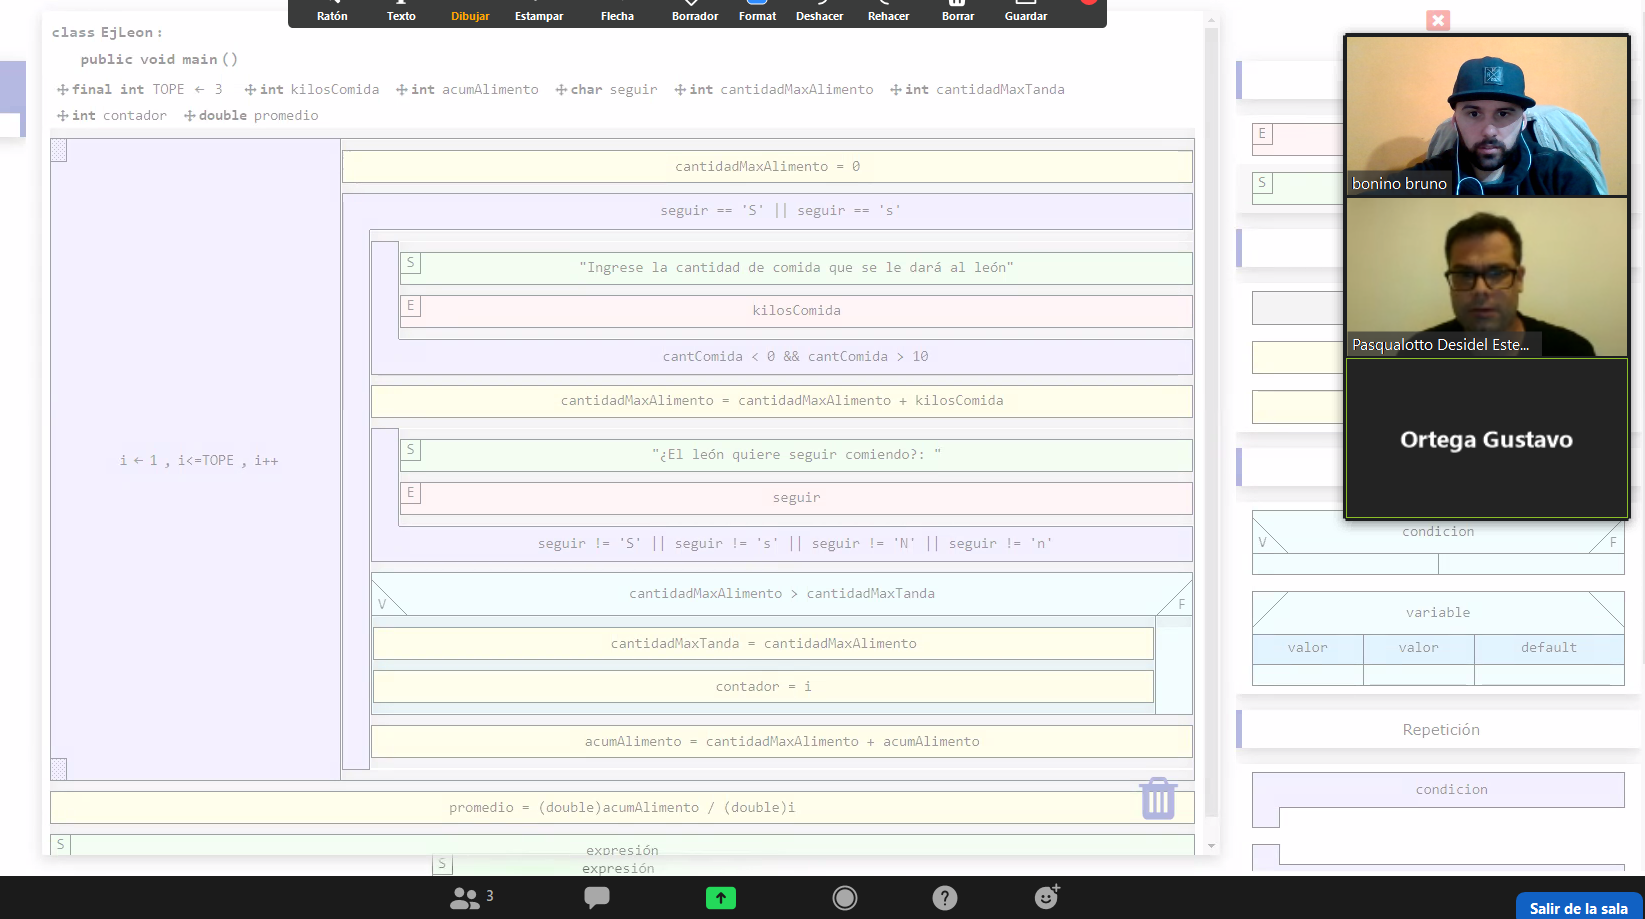 Ratón Texto Dibujar Estampar Flecha Borrador Format Deshacer Rehacer Borrar Guardar
class EjLeon:
public void main ()
final int TOPE ← 3 int kilosComida int acumAlimento char seguir int cantidadMaxAlimento int cantidadMaxTanda
int contador double promedio
cantidadMaxAlimento = 0
seguir == 'S' || seguir == 's'
S "Ingrese la cantidad de comida que se le dará al león"
E kilosComida
cantComida < 0 && cantComida > 10
cantidadMaxAlimento = cantidadMaxAlimento + kilosComida
S "¿El león quiere seguir comiendo?: "
i ← 1 , i<=TOPE , i++
E seguir
seguir != 'S' || seguir != 's' || seguir != 'N' || seguir != 'n'
V cantidadMaxAlimento > cantidadMaxTanda F
cantidadMaxTanda = cantidadMaxAlimento
contador = i
acumAlimento = cantidadMaxAlimento + acumAlimento
promedio = (double)acumAlimento / (double)i
S expresión
S expresión
E
S
bonino bruno
Pasqualotto Desidel Este...
Ortega Gustavo
V condicion F
variable
valor valor default
Repetición
condicion
3
Salir de la sala